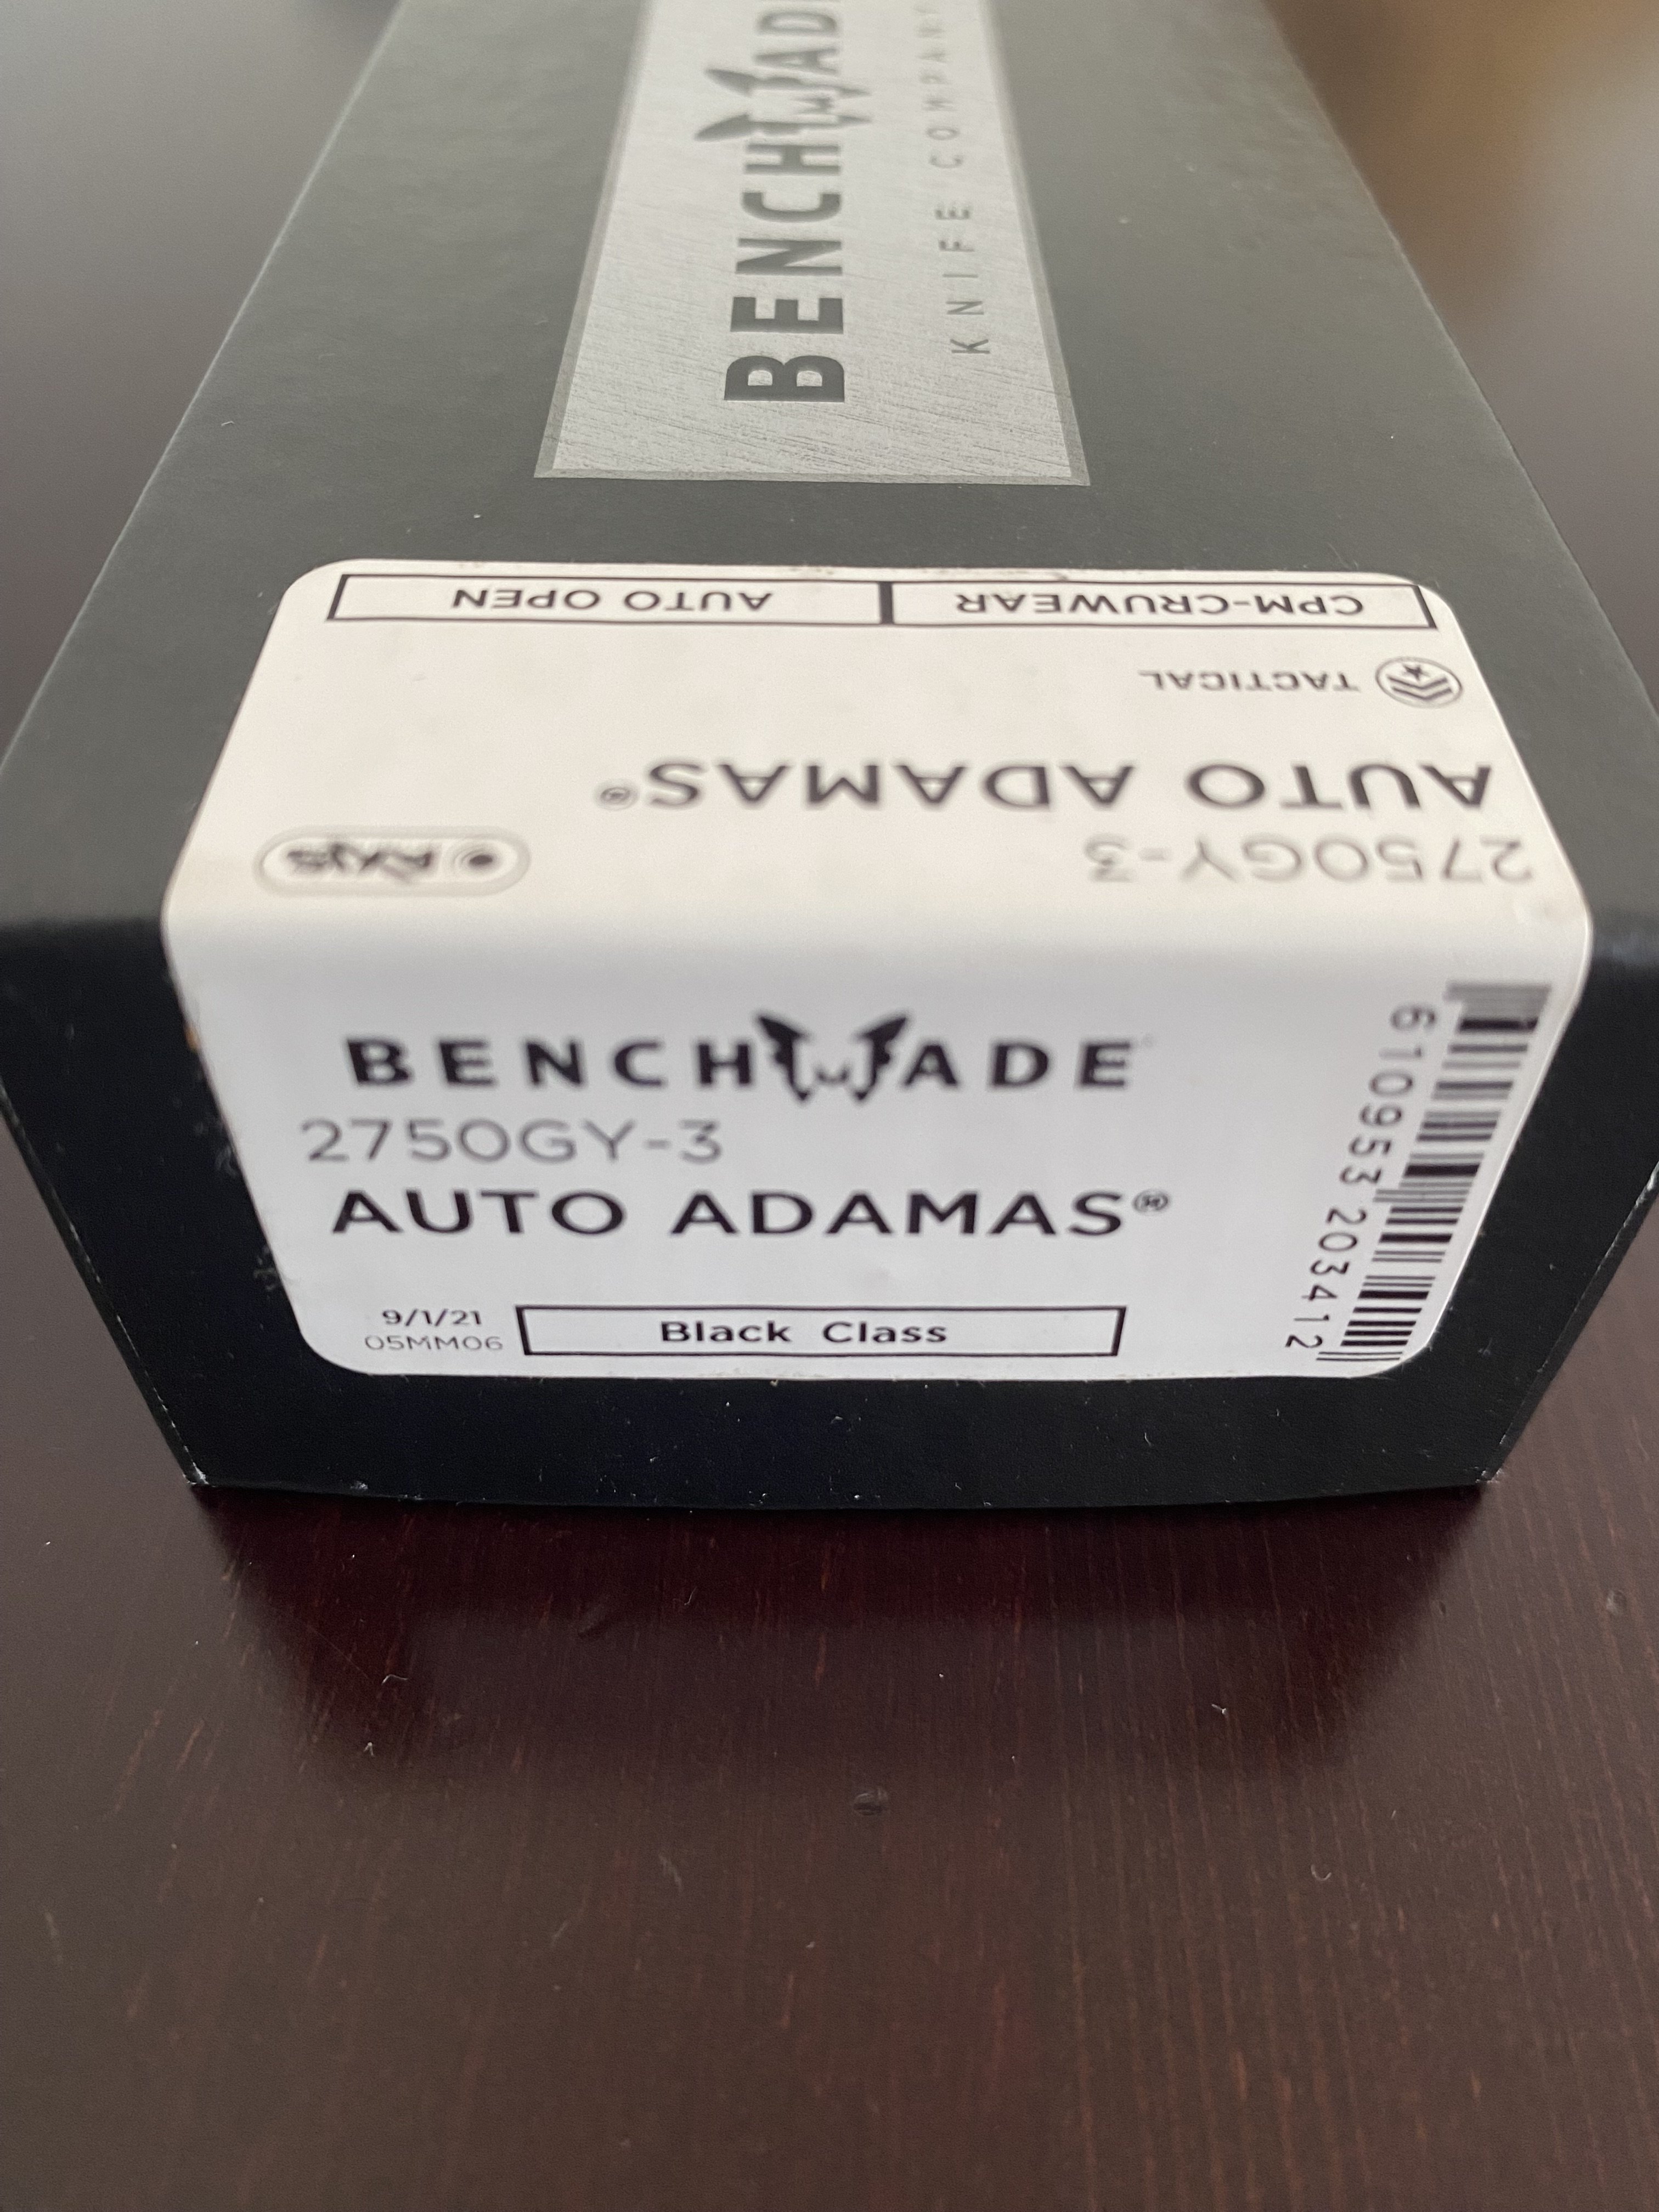 BENCHMADE
KNIFE COMPANY
CPM-CRUWEAR
AUTO OPEN
TACTICAL
AUTO ADAMAS®
2750GY-3
AXIS
BENCHMADE
2750GY-3
AUTO ADAMAS®
9/1/21
05MM06
Black Class
610953 203412